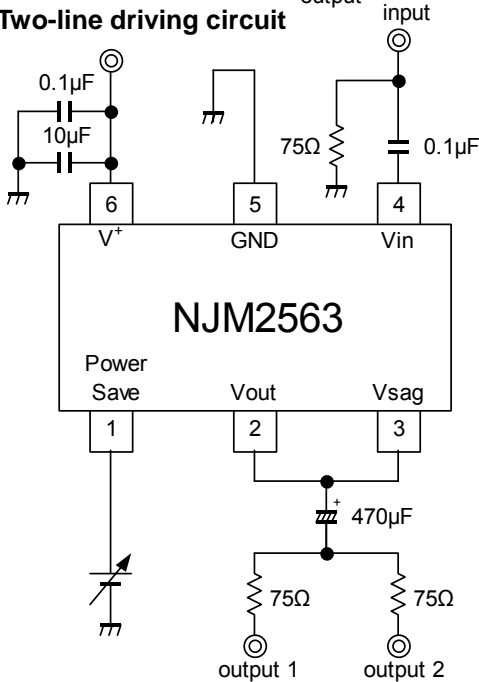 output
Two-line driving circuit
input
0.1µF
10µF
75Ω
0.1µF
6
5
4
V+
GND
Vin
NJM2563
Power
Save
Vout
Vsag
1
2
3
+
470µF
75Ω
75Ω
output 1
output 2